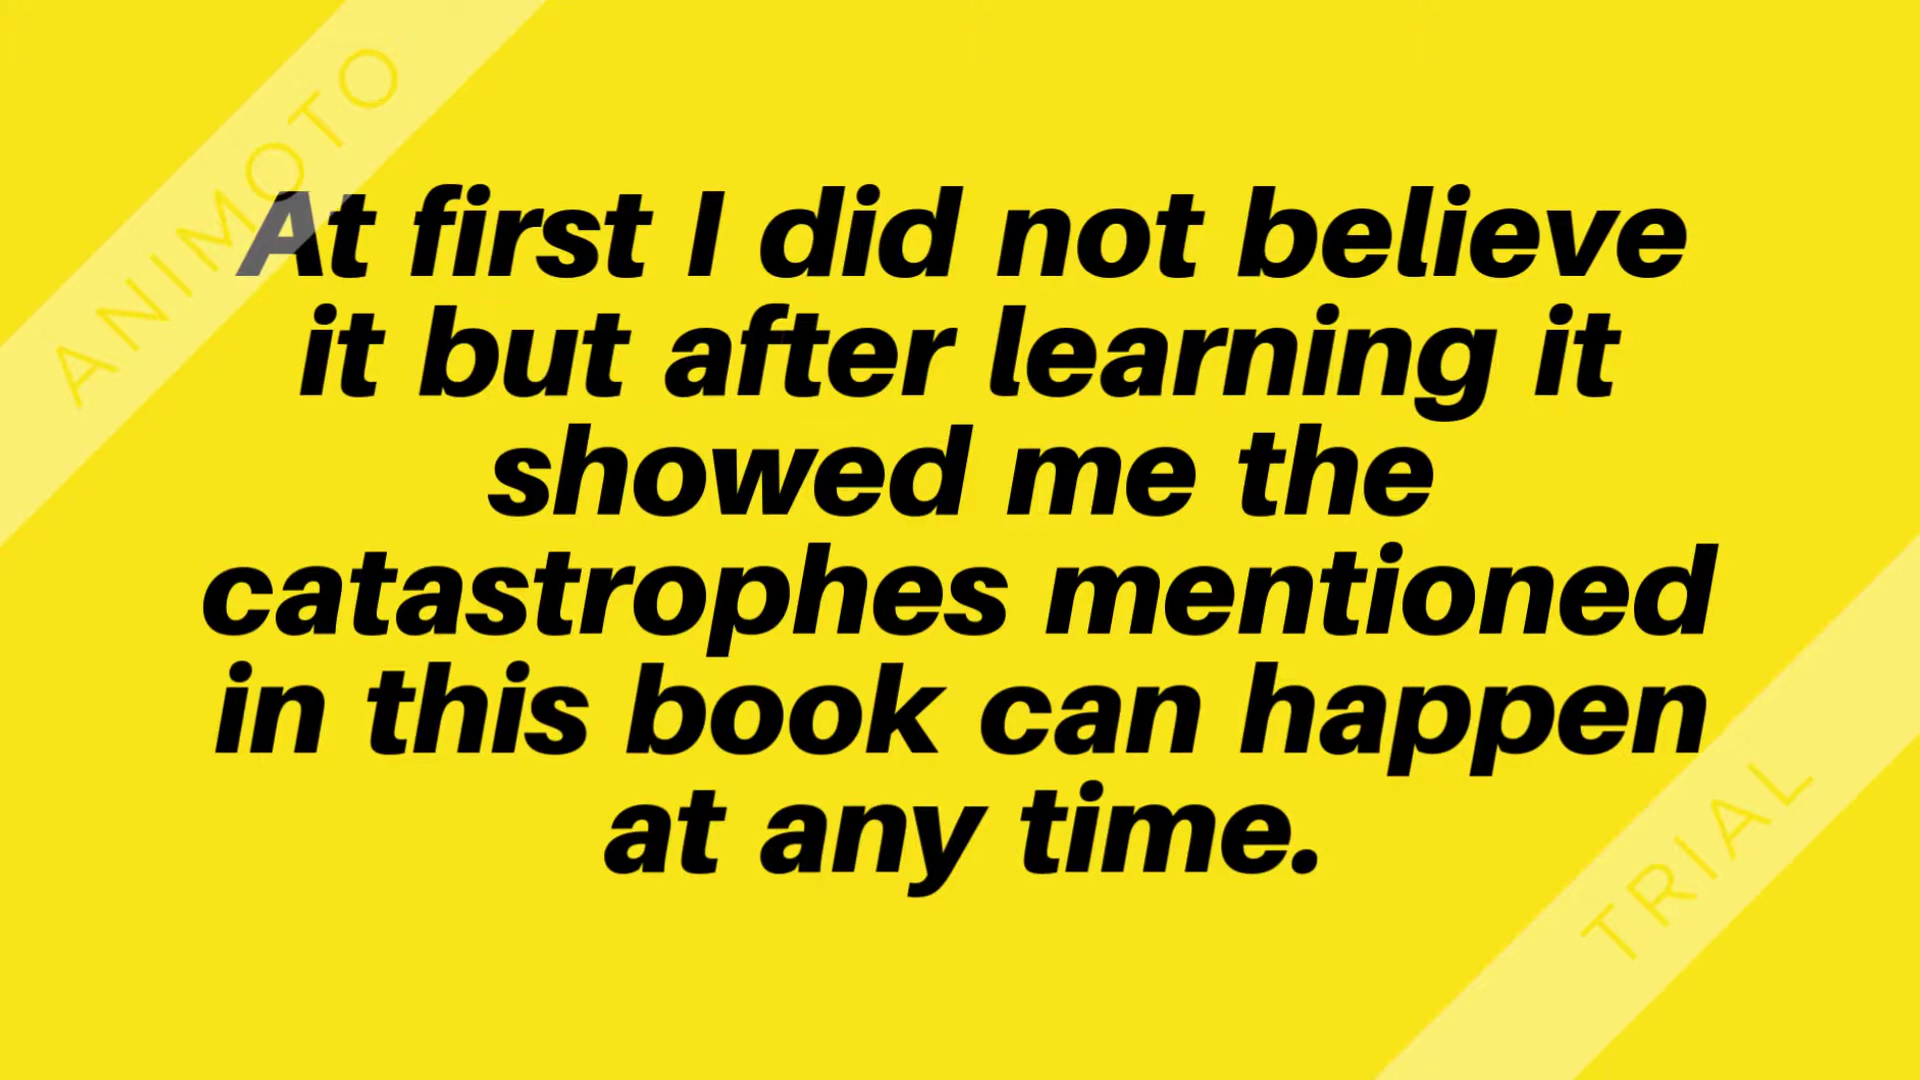 ANIMOTO
At first I did not believe
it but after learning it
showed me the
catastrophes mentioned
in this book can happen
at any time.
TRIAL